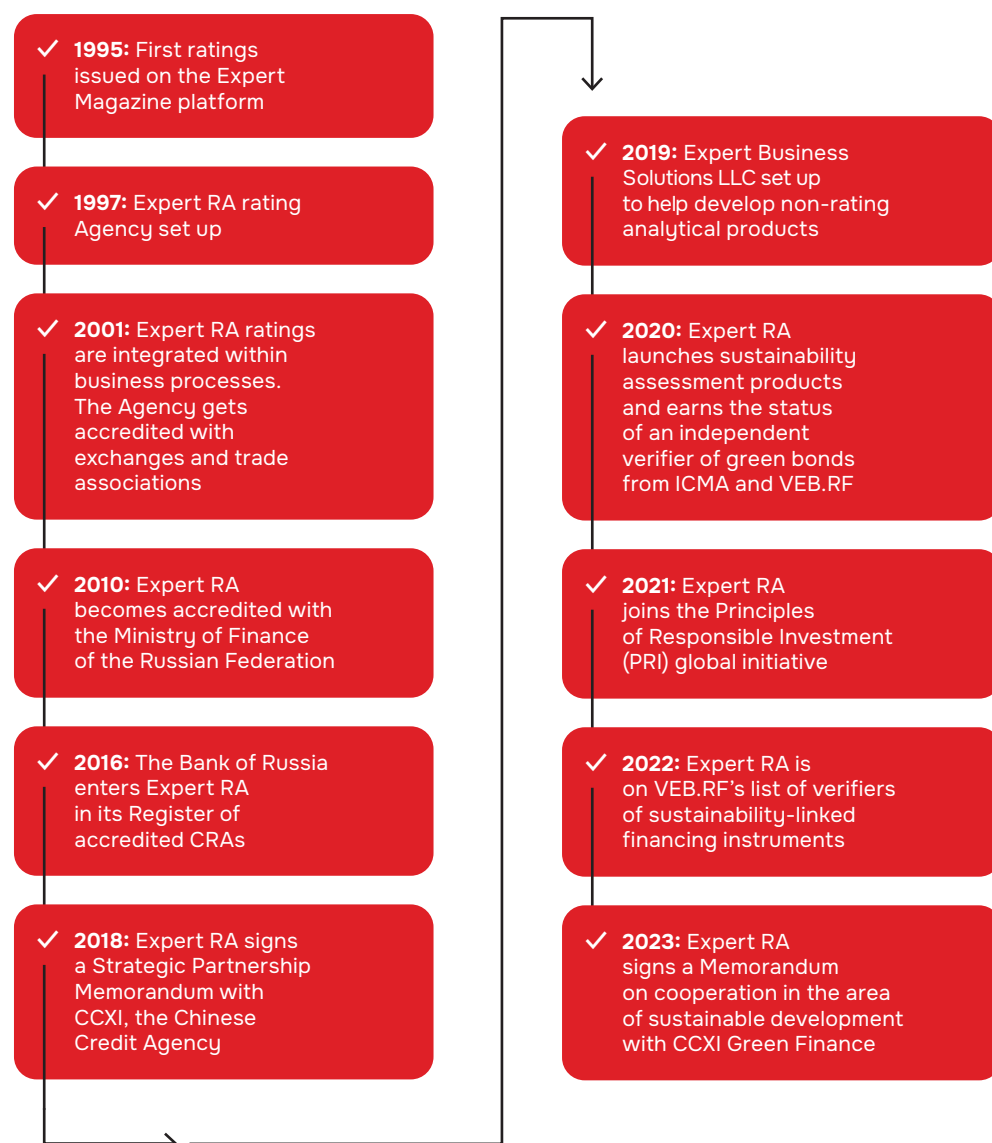 1995: First ratings
issued on the Expert
Magazine platform
1997: Expert RA rating
Agency set up
2001: Expert RA ratings
are integrated within
business processes.
The Agency gets
accredited with
exchanges and trade
associations
2010: Expert RA
becomes accredited with
the Ministry of Finance
of the Russian Federation
2016: The Bank of Russia
enters Expert RA
in its Register of
accredited CRAs
2018: Expert RA signs
a Strategic Partnership
Memorandum with
CCXI, the Chinese
Credit Agency
2019: Expert Business
Solutions LLC set up
to help develop non-rating
analytical products
2020: Expert RA
launches sustainability
assessment products
and earns the status
of an independent
verifier of green bonds
from ICMA and VEB.RF
2021: Expert RA
joins the Principles
of Responsible Investment
(PRI) global initiative
2022: Expert RA is
on VEB.RF’s list of verifiers
of sustainability-linked
financing instruments
2023: Expert RA
signs a Memorandum
on cooperation in the area
of sustainable development
with CCXI Green Finance